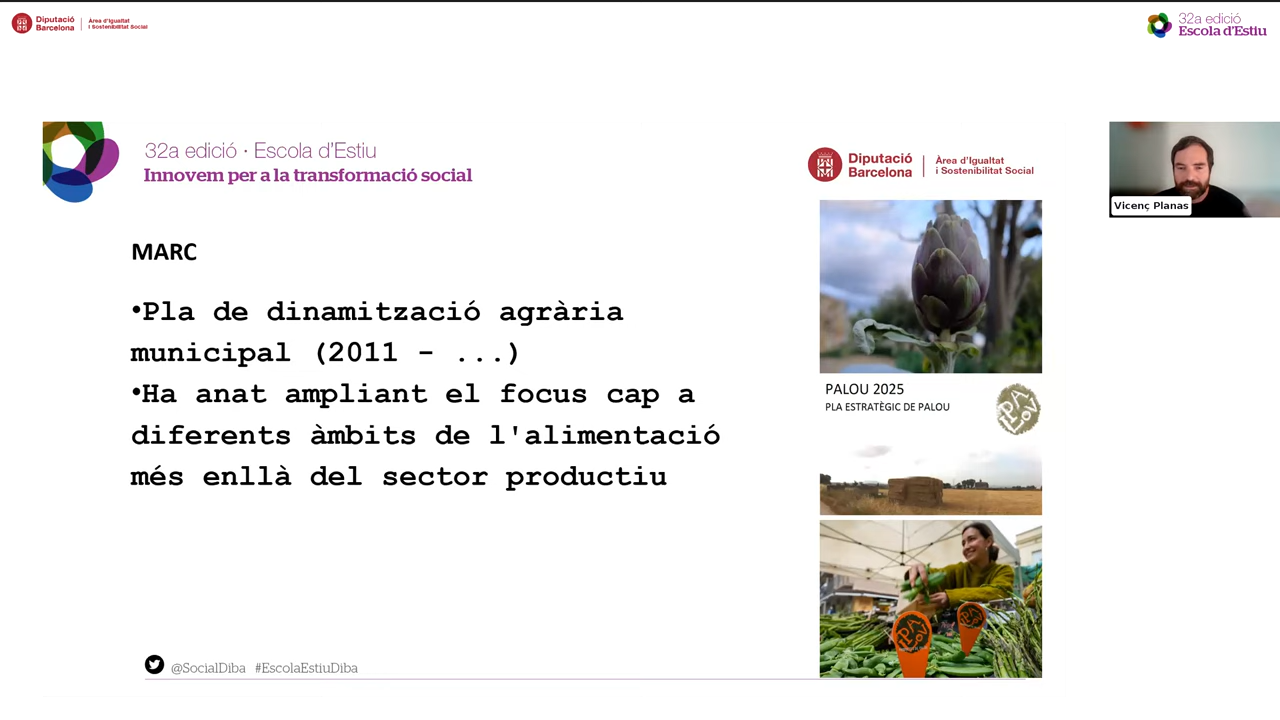 Diputació
Barcelona
Àrea d'Igualtat
i Sostenibilitat Social
32a edició
Escola d'Estiu
32a edició · Escola d'Estiu
Innovem per a la transformació social
Diputació
Barcelona
Àrea d'Igualtat
i Sostenibilitat Social
Vicenç Planas
MARC
•Pla de dinamització agrària
municipal (2011 - ...)
•Ha anat ampliant el focus cap a
diferents àmbits de l'alimentació
més enllà del sector productiu
PALOU 2025
PLA ESTRATÈGIC DE PALOU
PALOU
PALOU
PALOU
@SocialDiba #EscolaEstiuDiba